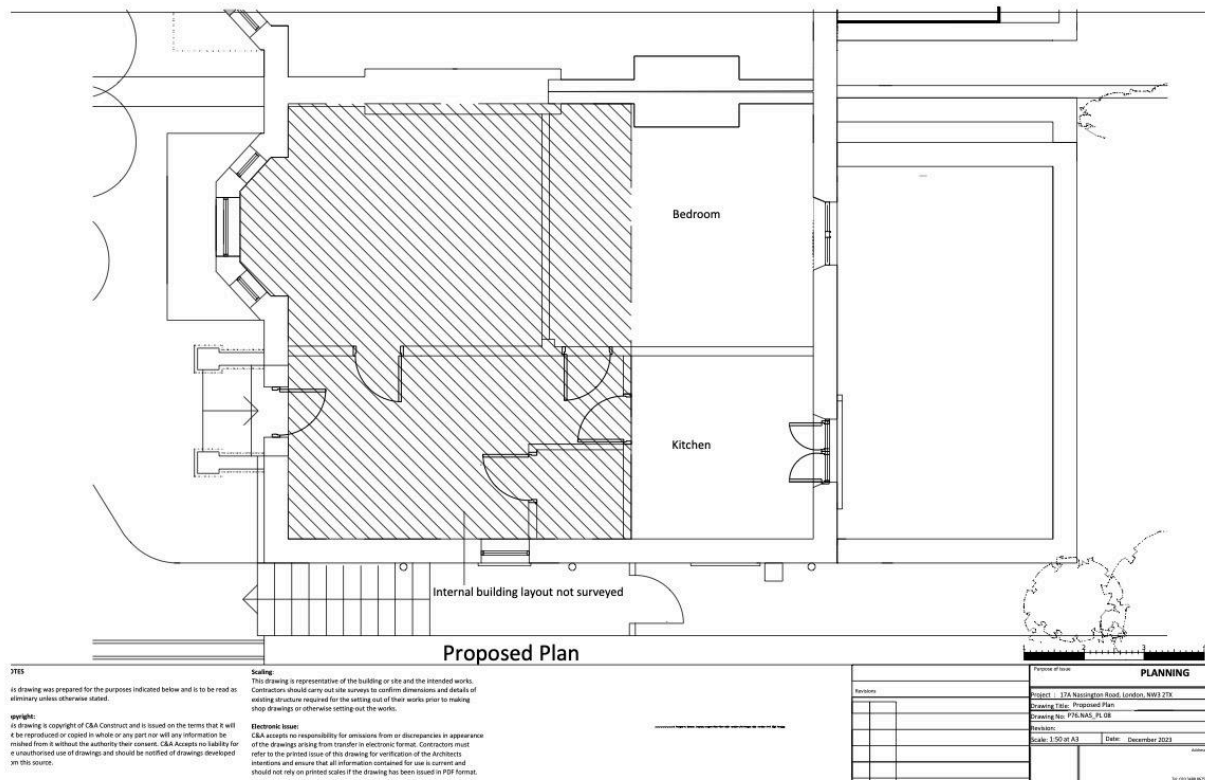 Bedroom
Kitchen
Internal building layout not surveyed
Proposed Plan
OTES
is drawing was prepared for the purposes indicated below and is to be read as
eliminary unless otherwise stated.
pyright:
is drawing is copyright of C&A Construct and is issued on the terms that it will
t be reproduced or copied in whole or any part nor will any information be
rnished from it without the authority their consent. C&A Accepts no liability for
e unauthorised use of drawings and should be notified of drawings developed
om this source.
Scaling:
This drawing is representative of the building or site and the intended works.
Contractors should carry out site surveys to confirm dimensions and details of
existing structure required for the setting out of their works prior to making
shop drawings or otherwise setting-out the works.
Electronic issue:
C&A accepts no responsibility for omissions from or discrepancies in appearance
of the drawings arising from transfer in electronic format. Contractors must
refer to the printed issue of this drawing for verification of the Architects
intentions and ensure that all information contained for use is current and
should not rely on printed scales if the drawing has been issued in PDF format.
Revisions
Purpose of Issue
PLANNING
Project : 17A Nassington Road, London, NW3 2TX
Drawing Title: Proposed Plan
Drawing No: P76.NAS_PL 08
Revision:
Scale: 1:50 at A3 Date: December 2023